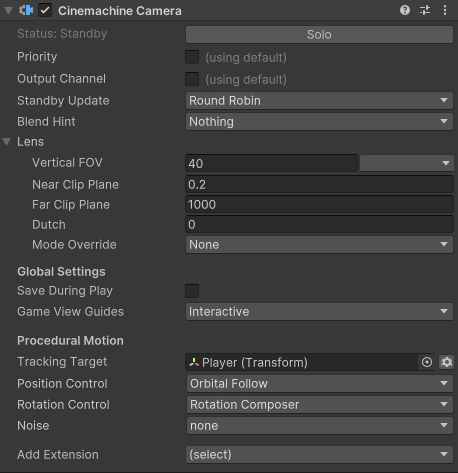 Cinemachine Camera
Status: Standby Solo
Priority (using default)
Output Channel (using default)
Standby Update Round Robin
Blend Hint Nothing
Lens
Vertical FOV 40
Near Clip Plane 0.2
Far Clip Plane 1000
Dutch 0
Mode Override None
Global Settings
Save During Play
Game View Guides Interactive
Procedural Motion
Tracking Target Player (Transform)
Position Control Orbital Follow
Rotation Control Rotation Composer
Noise none
Add Extension (select)